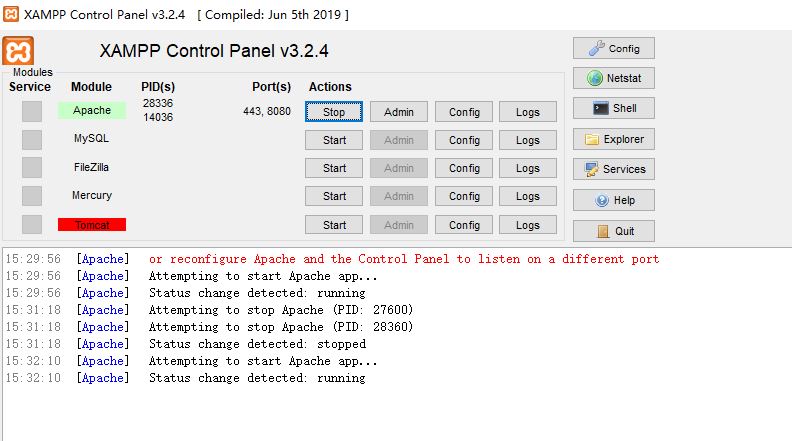 XAMPP Control Panel v3.2.4 [ Compiled: Jun 5th 2019 ]
XAMPP Control Panel v3.2.4
Config
Modules
Service Module PID(s) Port(s) Actions
Netstat
Apache 28336 14036 443, 8080 Stop Admin Config Logs
Shell
MySQL Start Admin Config Logs
Explorer
FileZilla Start Admin Config Logs
Services
Mercury Start Admin Config Logs
Help
Tomcat Start Admin Config Logs
Quit
15:29:56 [Apache] or reconfigure Apache and the Control Panel to listen on a different port
15:29:56 [Apache] Attempting to start Apache app...
15:29:56 [Apache] Status change detected: running
15:31:18 [Apache] Attempting to stop Apache (PID: 27600)
15:31:18 [Apache] Attempting to stop Apache (PID: 28360)
15:31:18 [Apache] Status change detected: stopped
15:32:10 [Apache] Attempting to start Apache app...
15:32:10 [Apache] Status change detected: running